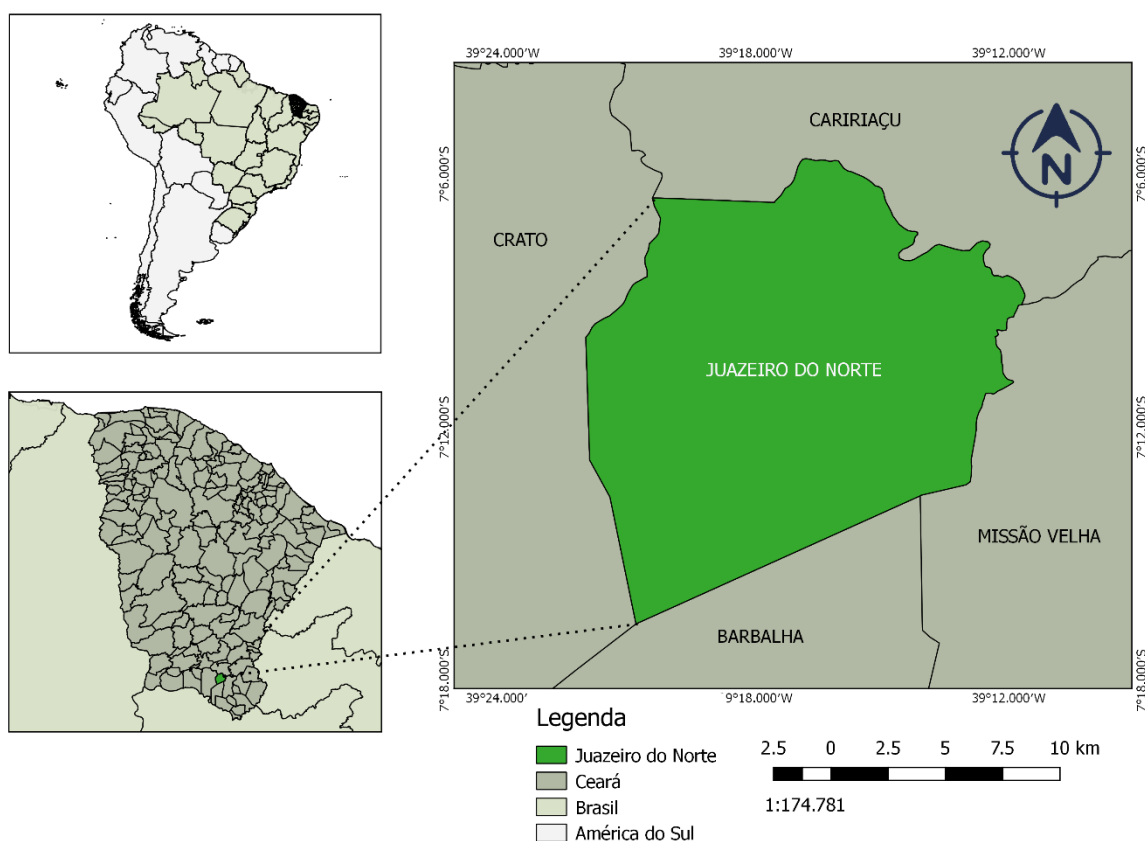 39°24.000'W 39°18.000'W 39°12.000'W
CARIRIAÇU
N
7°6.000'S 7°6.000'S
CRATO
JUAZEIRO DO NORTE
7°12.000'S 7°12.000'S
MISSÃO VELHA
BARBALHA
7°18.000'S 7°18.000'S
39°24.000' 39°18.000'W 39°12.000'W
Legenda
Juazeiro do Norte
Ceará
Brasil
América do Sul
2.5 0 2.5 5 7.5 10 km
1:174.781